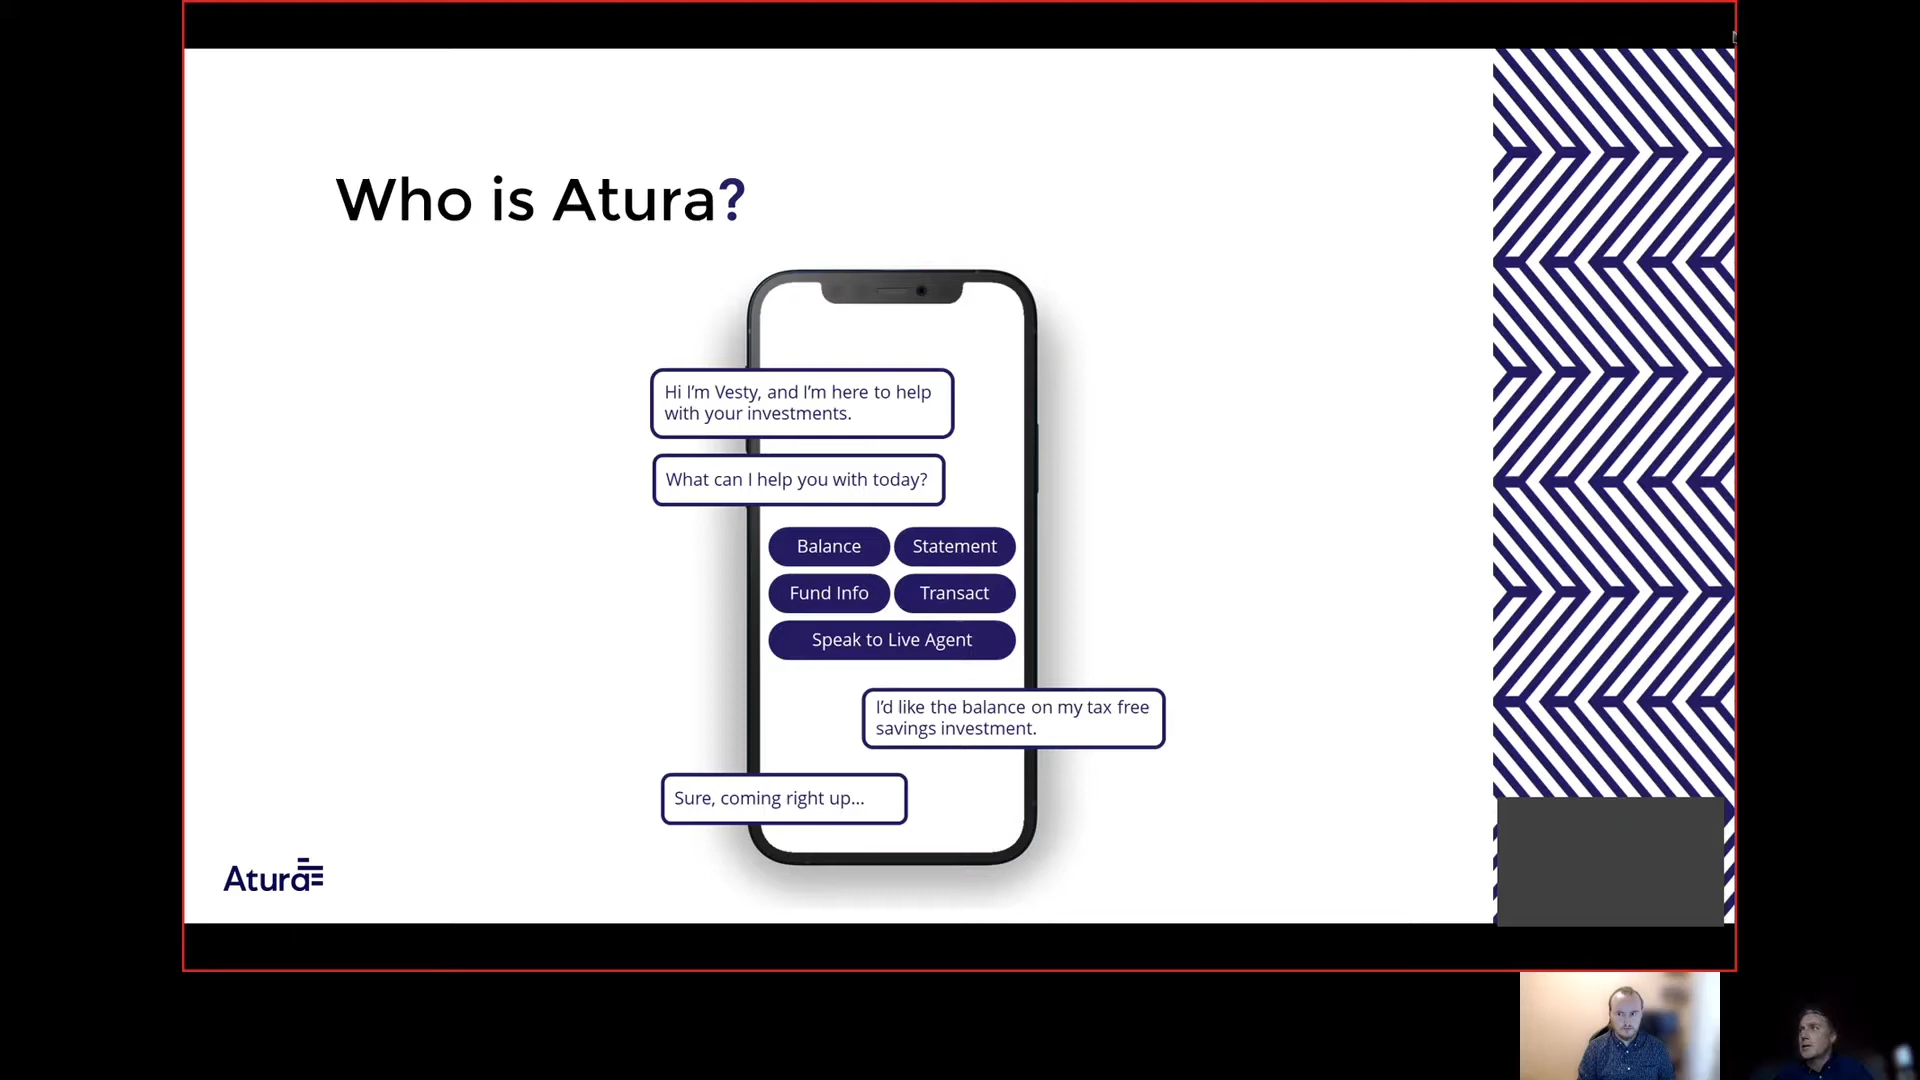 Who is Atura?
Hi I’m Vesty, and I’m here to help
with your investments.
What can I help you with today?
Balance
Statement
Fund Info
Transact
Speak to Live Agent
I’d like the balance on my tax free
savings investment.
Sure, coming right up...
Atura